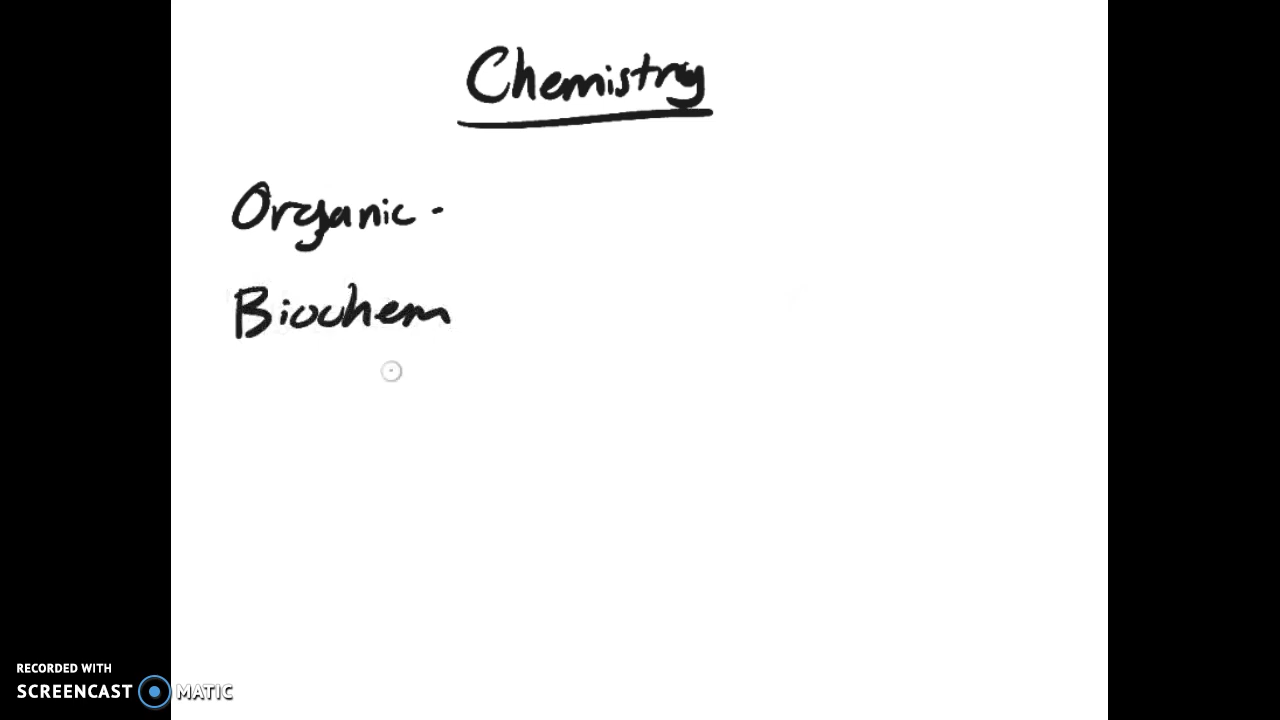 Chemistry
Organic -
Biochem
RECORDED WITH
SCREENCAST MATIC